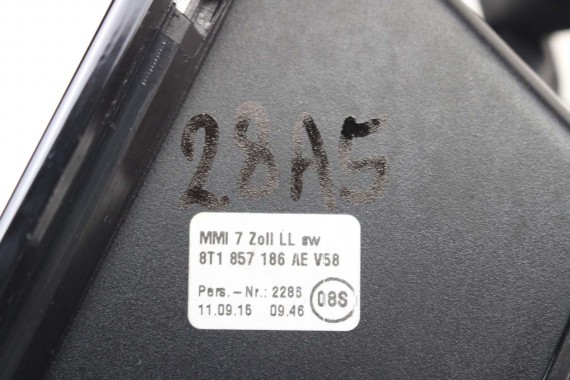 28A5
MMI 7 Zoll LL sw
8T1 857 186 AE V58
Pers.-Nr.: 2286
08S
11.09.15 09.46